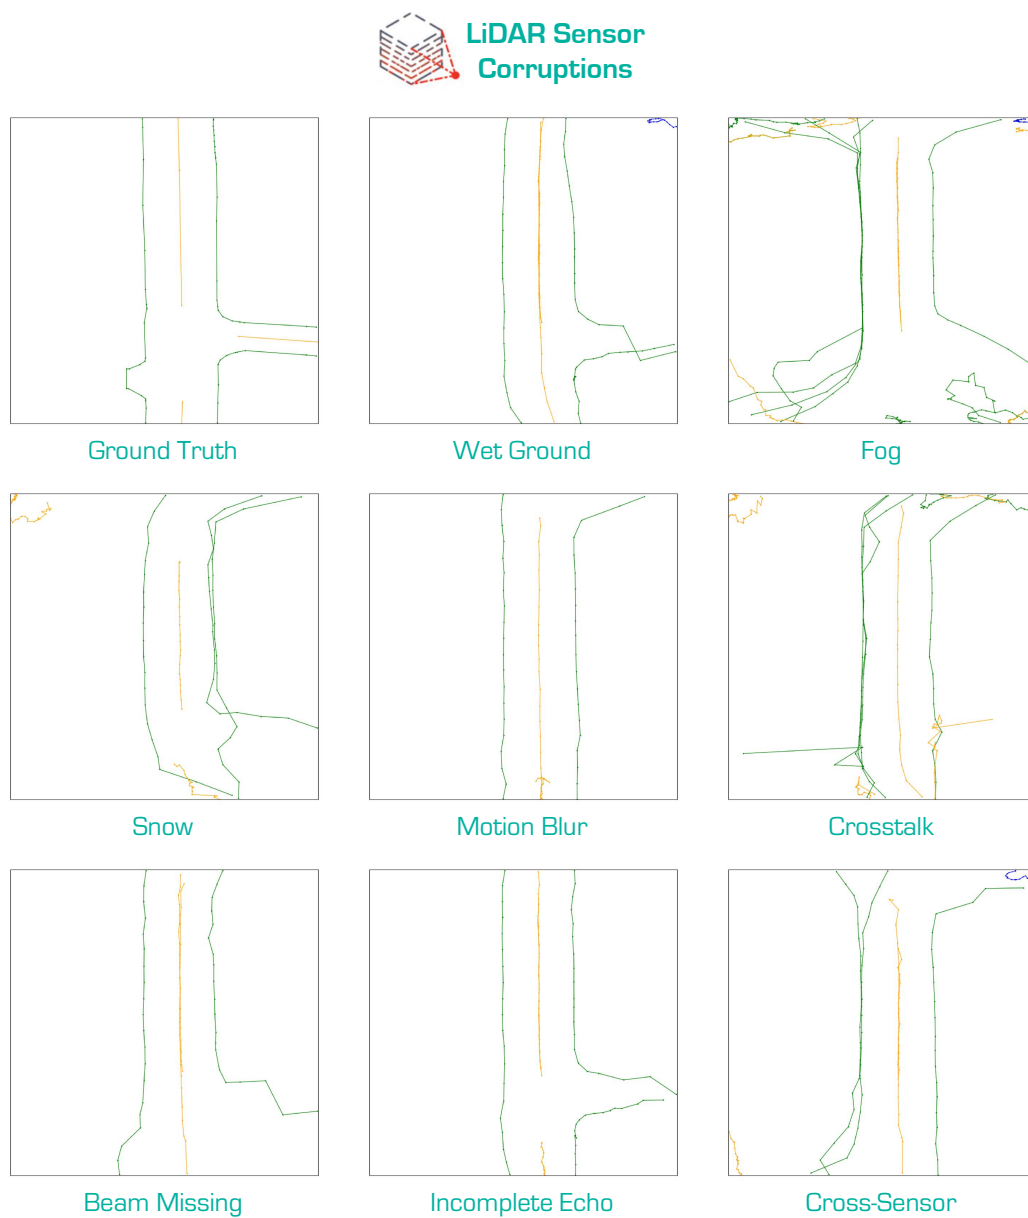 LiDAR Sensor
Corruptions
Ground Truth
Wet Ground
Fog
Snow
Motion Blur
Crosstalk
Beam Missing
Incomplete Echo
Cross-Sensor